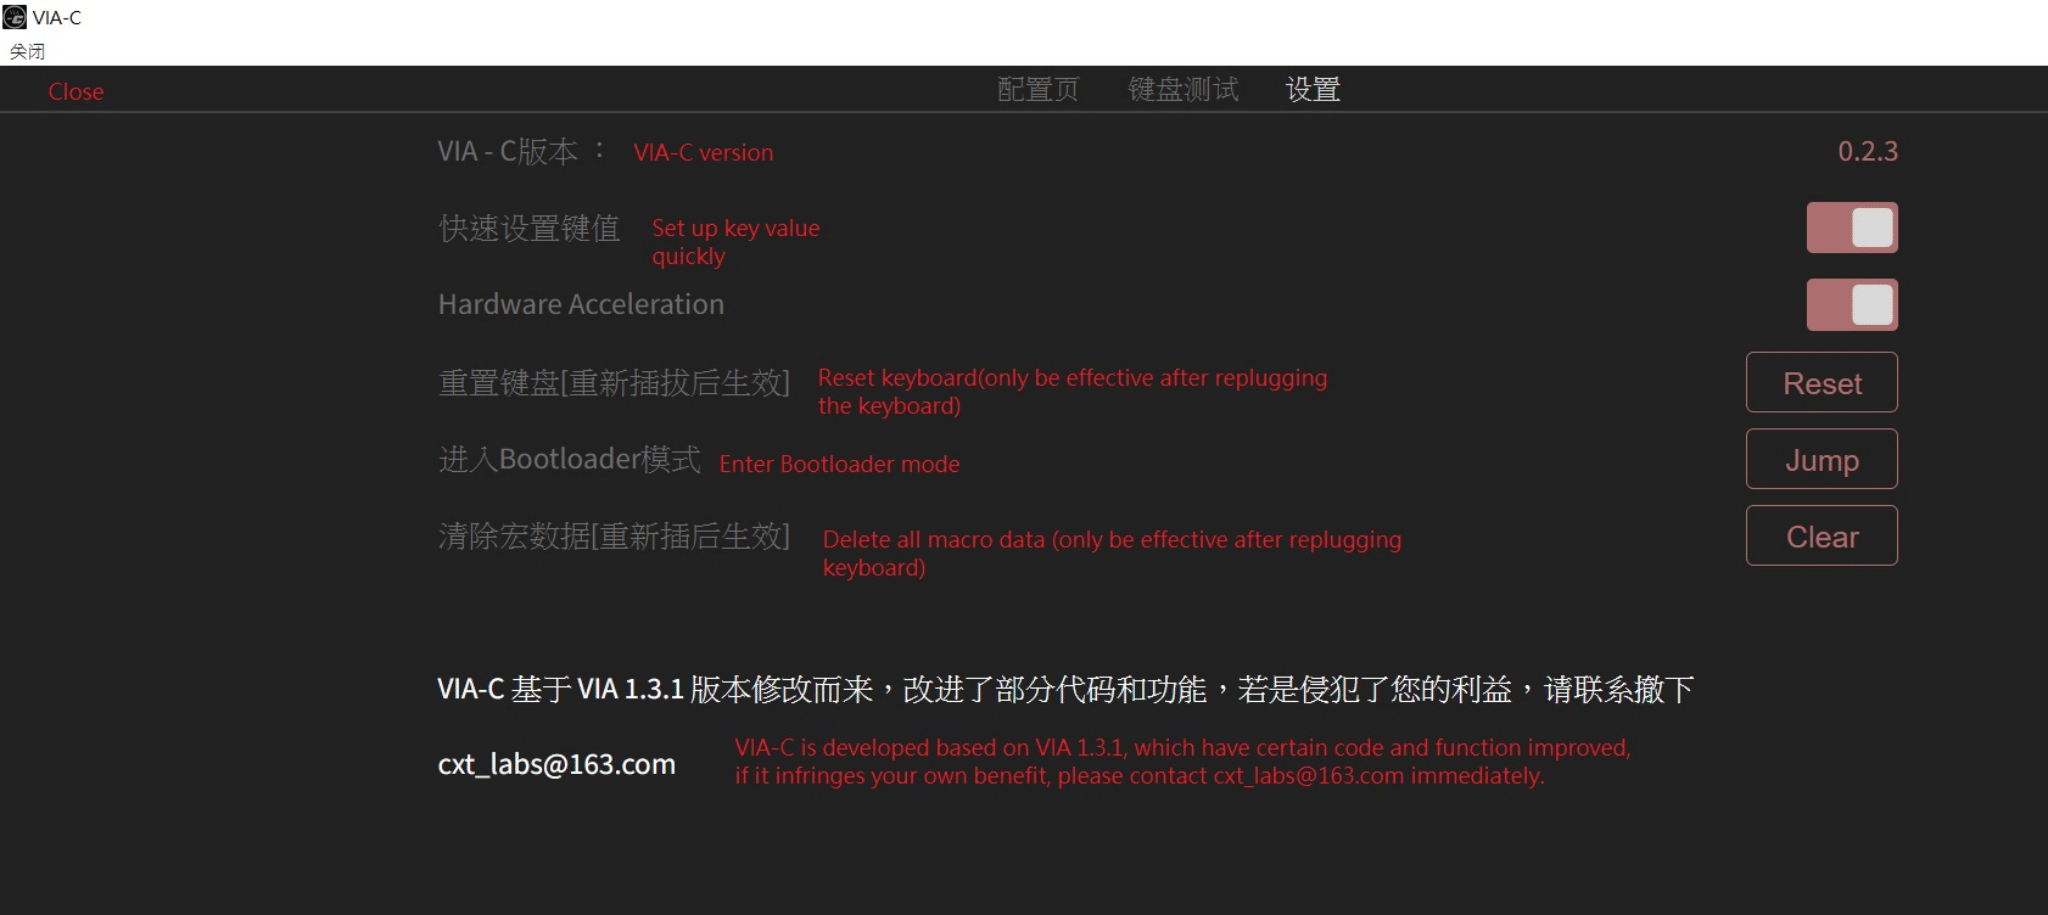 VIA-C
关闭
Close
配置页 键盘测试 设置
VIA - C版本 : VIA-C version 0.2.3
快速设置键值 Set up key value
quickly
Hardware Acceleration
重置键盘[重新插拔后生效] Reset keyboard(only be effective after replugging
the keyboard)
Reset
进入Bootloader模式 Enter Bootloader mode Jump
清除宏数据[重新插后生效] Delete all macro data (only be effective after replugging
keyboard)
Clear
VIA-C 基于 VIA 1.3.1 版本修改而来，改进了部分代码和功能，若是侵犯了您的利益，请联系撤下
cxt_labs@163.com
VIA-C is developed based on VIA 1.3.1, which have certain code and function improved,
if it infringes your own benefit, please contact cxt_labs@163.com immediately.